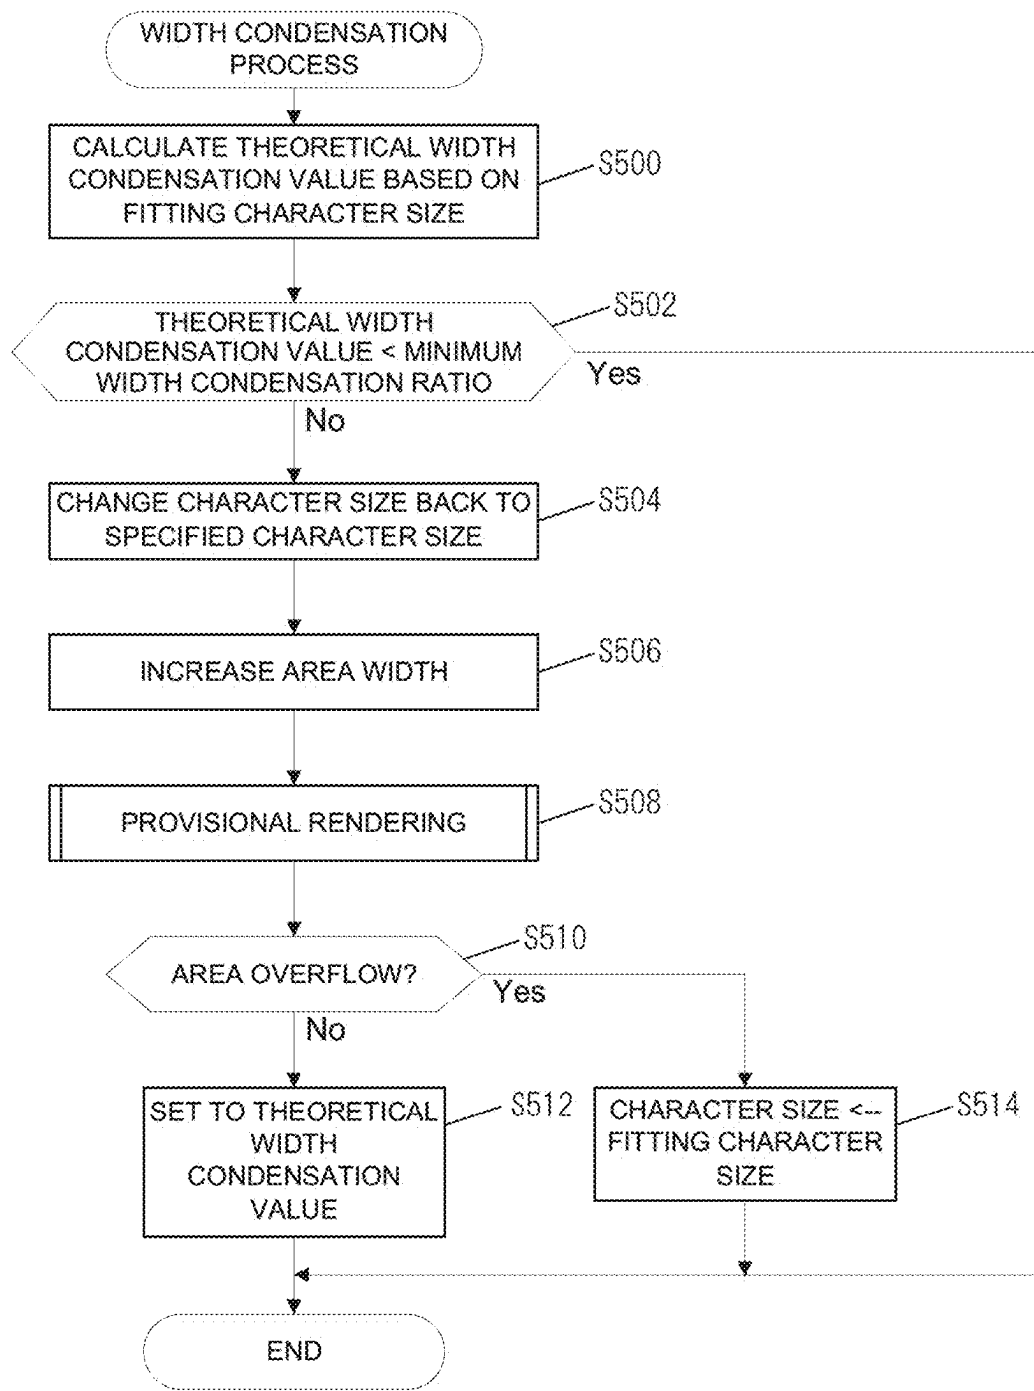 WIDTH CONDENSATION
PROCESS
CALCULATE THEORETICAL WIDTH
CONDENSATION VALUE BASED ON
FITTING CHARACTER SIZE
S500
THEORETICAL WIDTH
CONDENSATION VALUE < MINIMUM
WIDTH CONDENSATION RATIO
S502
Yes
No
CHANGE CHARACTER SIZE BACK TO
SPECIFIED CHARACTER SIZE
S504
INCREASE AREA WIDTH
S506
PROVISIONAL RENDERING
S508
AREA OVERFLOW?
S510
Yes
No
SET TO THEORETICAL
WIDTH
CONDENSATION
VALUE
S512
CHARACTER SIZE <--
FITTING CHARACTER
SIZE
S514
END